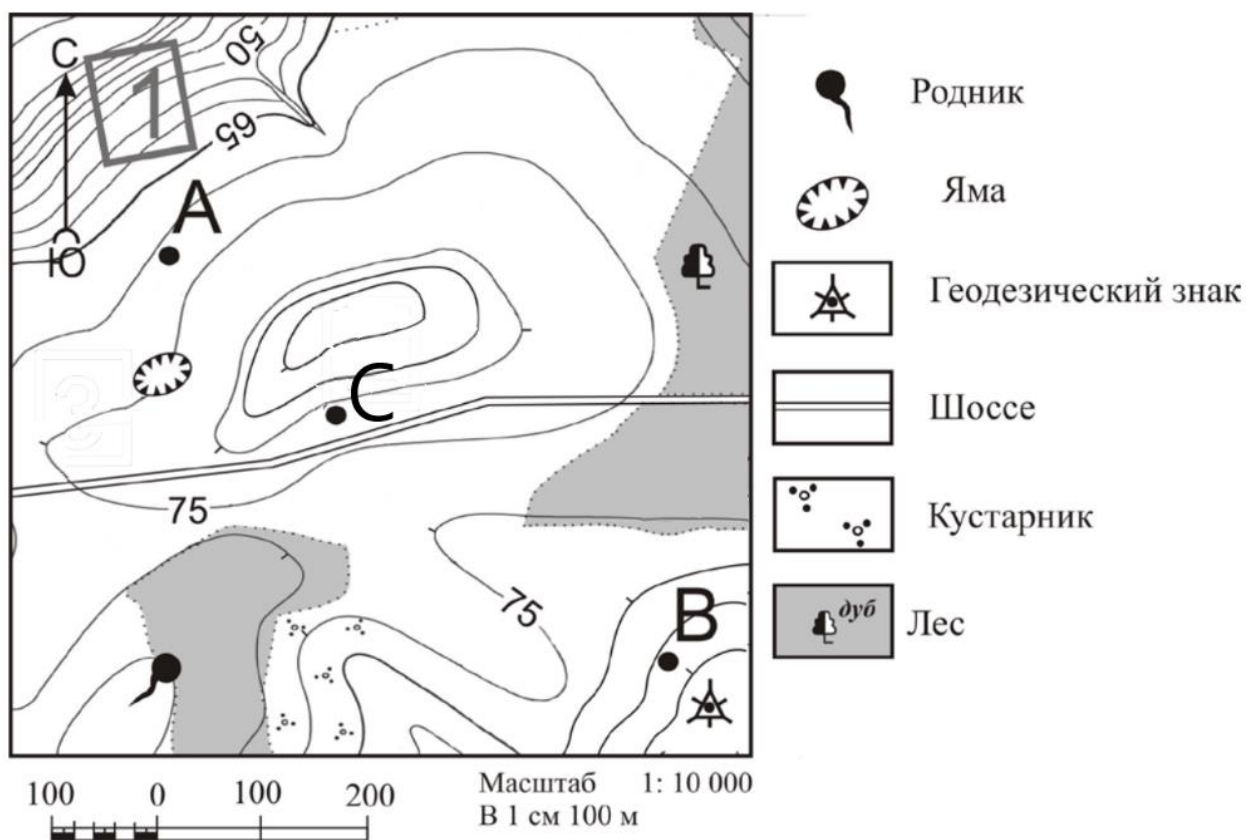 50
С
1
65
А
Ю
3
С
75
75
В
Родник
Яма
Геодезический знак
Шоссе
Кустарник
дуб
Лес
100 0 100 200
Масштаб 1: 10 000
В 1 см 100 м